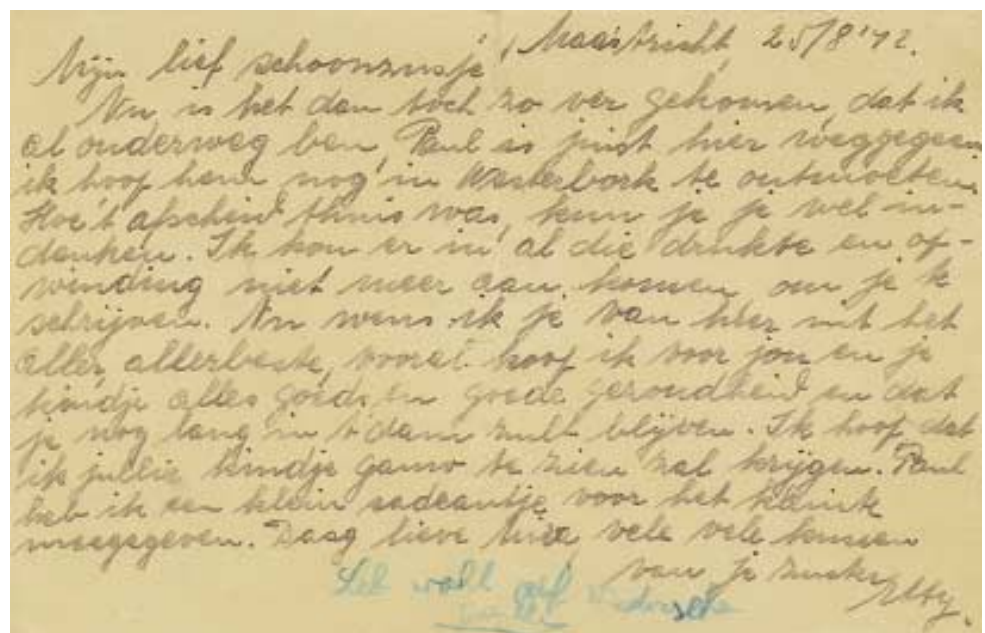 Maastricht, 25/8'42.
Mijn lief schoonzusje,
Nu is het dan toch zo ver gekomen, dat ik
al onderweg ben, Paul is juist hier weggegaan
ik hoop hem nog in Westerbork te ontmoeten.
Hoe't afscheid thuis was, kun je je wel in-
denken. Ik kon er in al die drukte en op-
winding niet meer aan komen om je te
schrijven. Nu wens ik je van hier uit het
aller, allerbeste, vooral hoop ik voor jou en je
kindje alles goeds en goede gezondheid en dat
je nog lang in A'dam zult blijven. Ik hoop, dat
ik jullie kindje gauw te zien zal krijgen. Paul
heb ik een klein cadeautje voor het kleintje
meegegeven. Daag lieve vele vele kussen
van je zuster Etty.